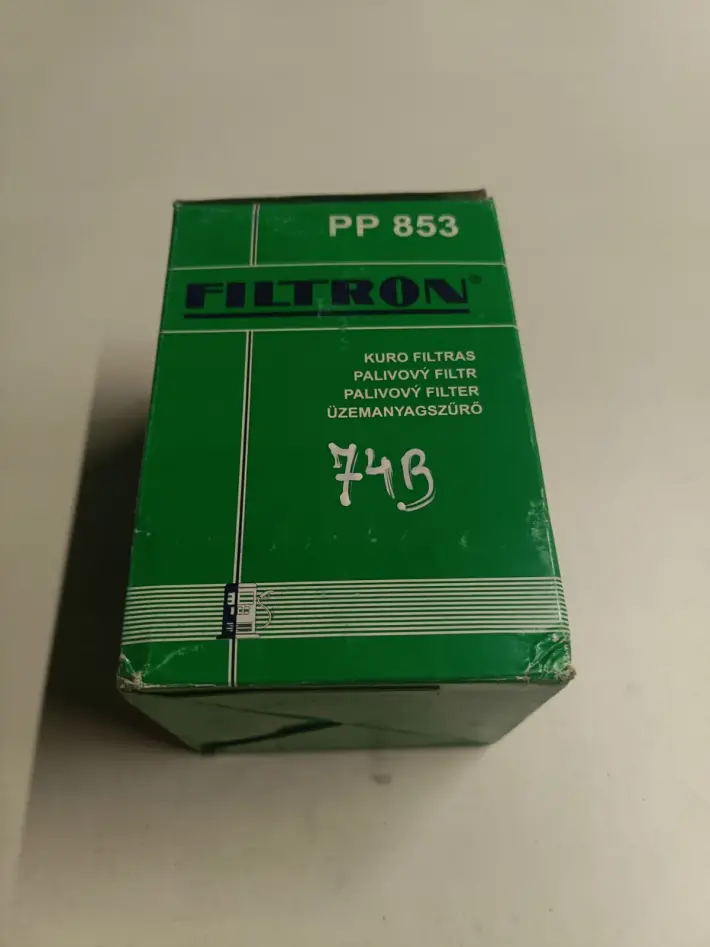 PP 853
FILTRON®
KURO FILTRAS
PALIVOVÝ FILTR
PALIVOVÝ FILTER
ÜZEMANYAGSZŰRŐ
74B